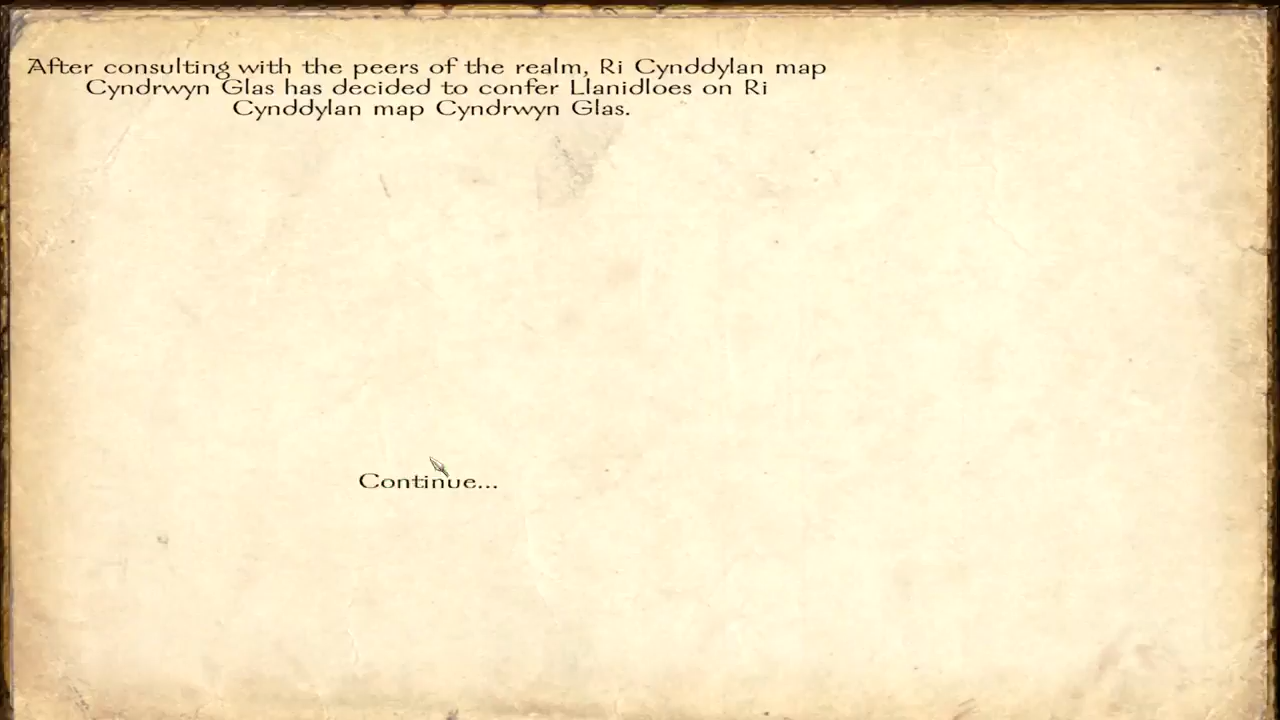 After consulting with the peers of the realm, Ri Cynddylan map
Cyndrwyn Glas has decided to confer Llanidloes on Ri
Cynddylan map Cyndrwyn Glas.
Continue...